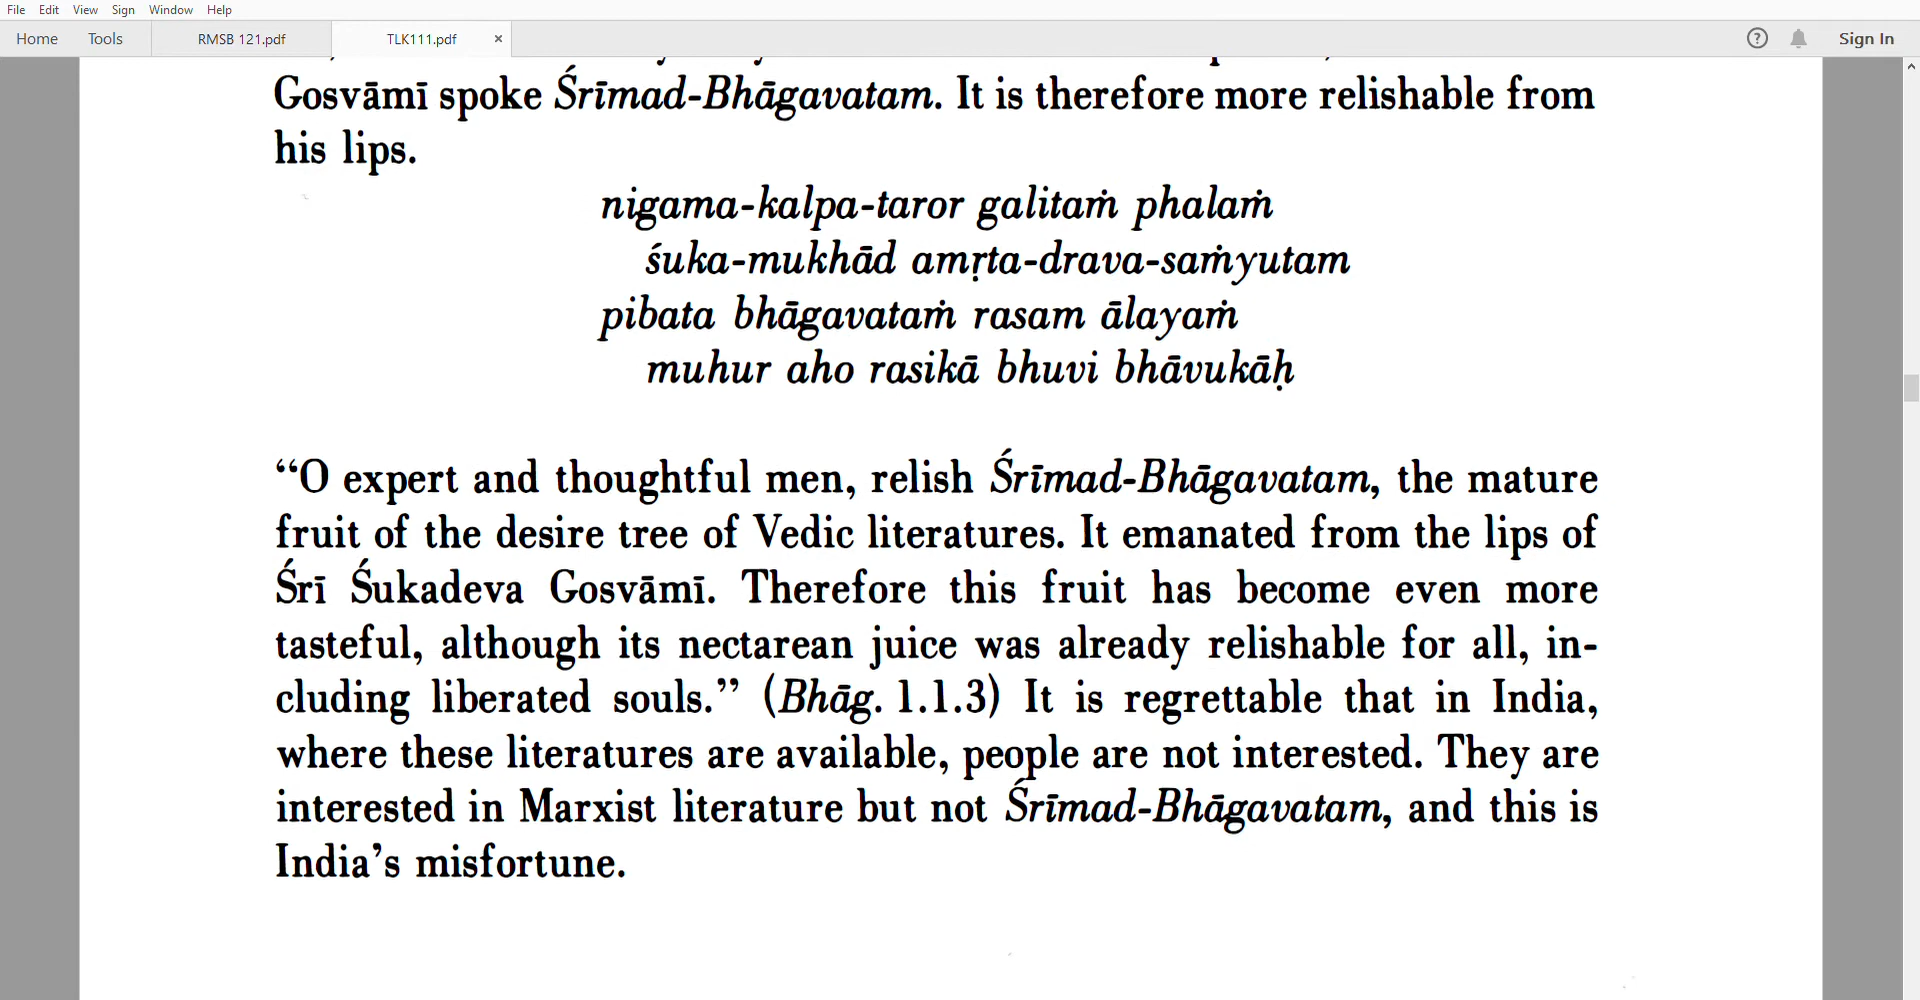 File Edit View Sign Window Help
Home Tools RMSB 121.pdf TLK111.pdf × ? Sign In
Gosvāmī spoke Śrīmad-Bhāgavatam. It is therefore more relishable from
his lips.
nigama-kalpa-taror galitaṁ phalaṁ
śuka-mukhād amṛta-drava-saṁyutam
pibata bhāgavataṁ rasam ālayaṁ
muhur aho rasikā bhuvi bhāvukāḥ
“O expert and thoughtful men, relish Śrīmad-Bhāgavatam, the mature
fruit of the desire tree of Vedic literatures. It emanated from the lips of
Śrī Śukadeva Gosvāmī. Therefore this fruit has become even more
tasteful, although its nectarean juice was already relishable for all, in-
cluding liberated souls.” (Bhāg. 1.1.3) It is regrettable that in India,
where these literatures are available, people are not interested. They are
interested in Marxist literature but not Śrīmad-Bhāgavatam, and this is
India’s misfortune.